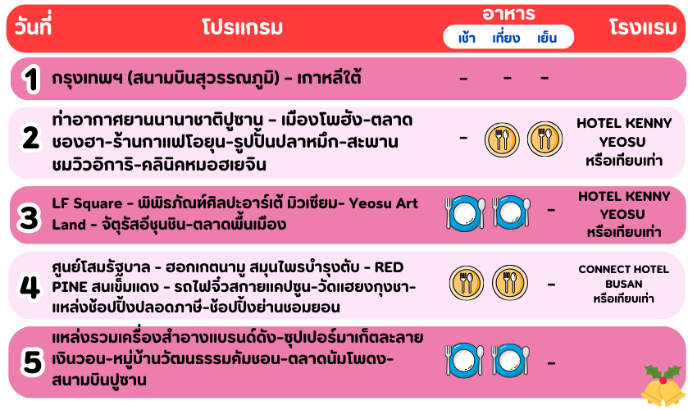 วันที่ โปรแกรม อาหาร โรงแรม
เช้า เที่ยง เย็น
1 กรุงเทพฯ (สนามบินสุวรรณภูมิ) – เกาหลีใต้ - - -
2 ท่าอากาศยานนานาชาติปูซาน – เมืองโพฮัง-ตลาด
ชองฮา-ร้านกาแฟโอยุน-รูปปั้นปลาหมึก-สะพาน
ชมวิวอิการิ-คลินิคหมอฮเยจิน
-
HOTEL KENNY
YEOSU
หรือเทียบเท่า
3 LF Square - พิพิธภัณฑ์ศิลปะอาร์เต้ มิวเซียม- Yeosu Art
Land - จัตุรัสอีชุนชิน-ตลาดพื้นเมือง
-
HOTEL KENNY
YEOSU
หรือเทียบเท่า
4 ศูนย์โสมรัฐบาล - ฮอกเกตนามู สมุนไพรบำรุงตับ - RED
PINE สนเข็มแดง - รถไฟจิ๋วสกายแคปซูน-วัดแฮยงกุงซา-
แหล่งช้อปปิ้งปลอดภาษี-ช้อปปิ้งย่านซอมยอน
-
CONNECT HOTEL
BUSAN
หรือเทียบเท่า
5 แหล่งรวมเครื่องสำอางแบรนด์ดัง-ซุปเปอร์มาเก็ตละลาย
เงินวอน-หมู่บ้านวัฒนธรรมคัมชอน-ตลาดนัมโพดง-
สนามบินปูซาน
-